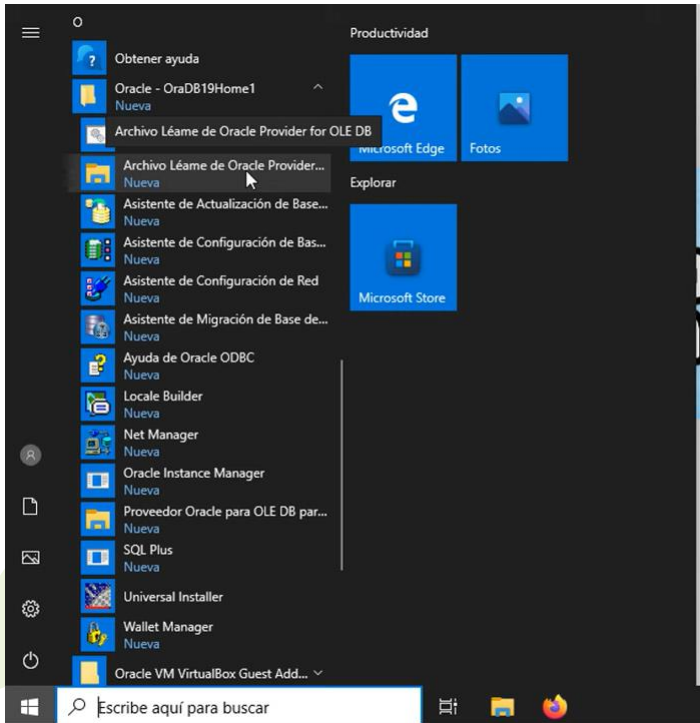 O
Obtener ayuda
Oracle - OraDB19Home1
Nueva
Archivo Léame de Oracle Provider for OLE DB
Archivo Léame de Oracle Provider...
Nueva
Asistente de Actualización de Base...
Nueva
Asistente de Configuración de Bas...
Nueva
Asistente de Configuración de Red
Nueva
Asistente de Migración de Base de...
Nueva
Ayuda de Oracle ODBC
Nueva
Locale Builder
Nueva
Net Manager
Nueva
Oracle Instance Manager
Nueva
Proveedor Oracle para OLE DB par...
Nueva
SQL Plus
Nueva
Universal Installer
Wallet Manager
Nueva
Oracle VM VirtualBox Guest Add...
Productividad
Microsoft Edge
Fotos
Explorar
Microsoft Store
Escribe aquí para buscar